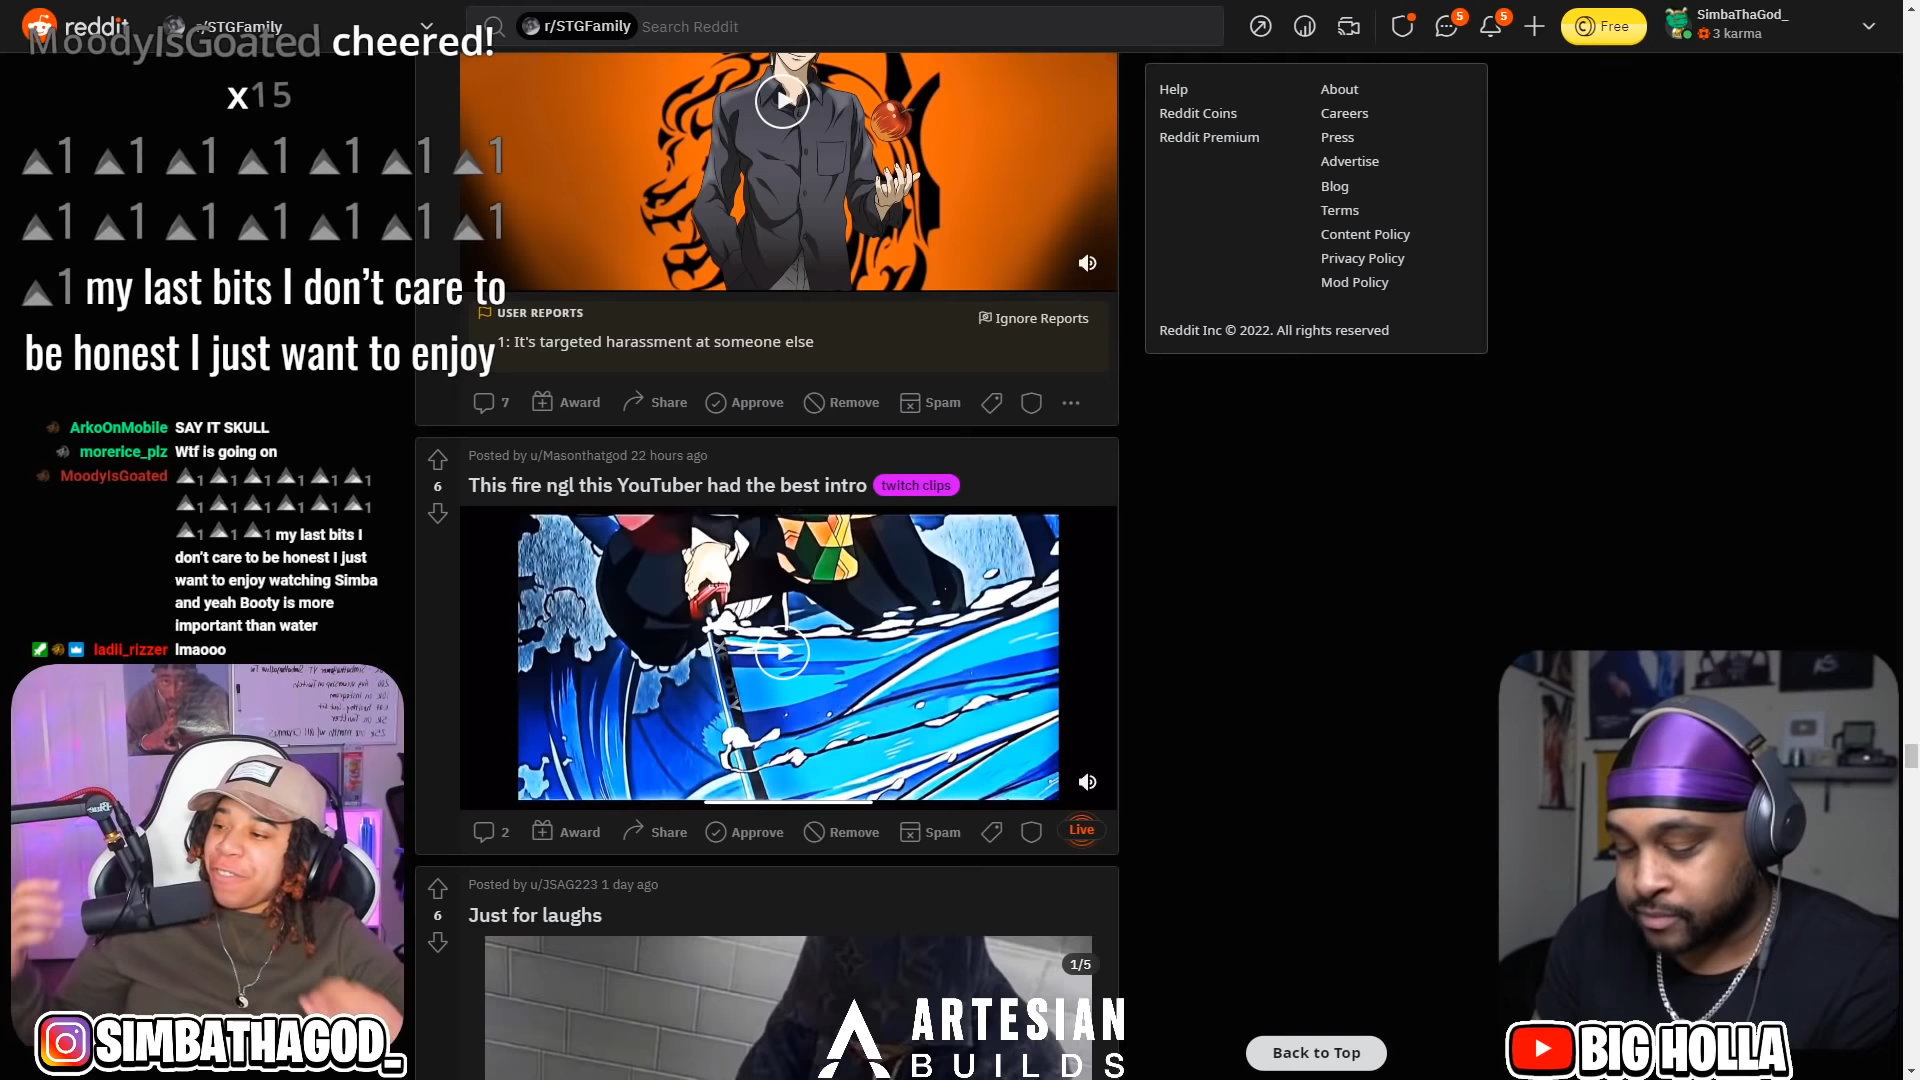 reddit
r/STGFamily
r/STGFamily Search Reddit
5
5
Free
SimbaThaGod_
3 karma
MoodyIsGoated cheered!
x15
1 1 1 1 1 1 1
1 1 1 1 1 1 1
1 my last bits I don't care to
be honest I just want to enjoy
ArkoOnMobile SAY IT SKULL
morerice_plz Wtf is going on
MoodyIsGoated 1 1 1 1 1 1
1 1 1 1 1 1
1 1 1 my last bits I
don't care to be honest I just
want to enjoy watching Simba
and yeah Booty is more
important than water
ladii_rizzer lmaooo
USER REPORTS
Ignore Reports
1: It's targeted harassment at someone else
7 Award Share Approve Remove Spam
6
Posted by u/Masonthatgod 22 hours ago
This fire ngl this YouTuber had the best intro twitch clips
2 Award Share Approve Remove Spam Live
6
Posted by u/JSAG223 1 day ago
Just for laughs
1/5
Help
Reddit Coins
Reddit Premium
About
Careers
Press
Advertise
Blog
Terms
Content Policy
Privacy Policy
Mod Policy
Reddit Inc © 2022. All rights reserved
SIMBATHAGOD_
ARTESIAN
BUILDS
Back to Top
BIG HOLLA